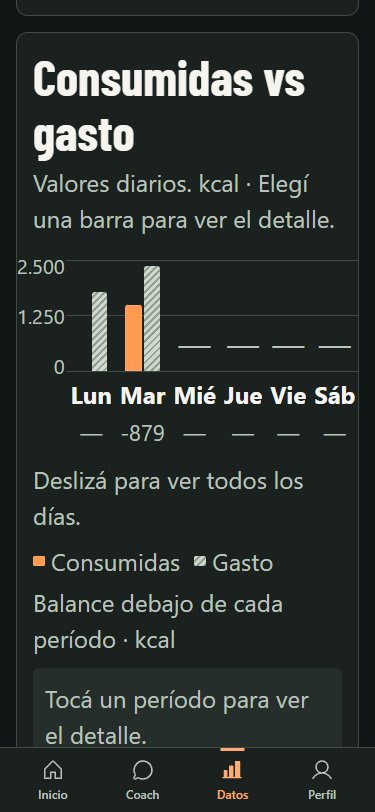 Consumidas vs
gasto
Valores diarios. kcal · Elegí
una barra para ver el detalle.
2.500
1.250
0
Lun Mar Mié Jue Vie Sáb
— -879 — — — —
Deslizá para ver todos los
días.
Consumidas Gasto
Balance debajo de cada
período · kcal
Tocá un período para ver
el detalle.
Inicio Coach Datos Perfil